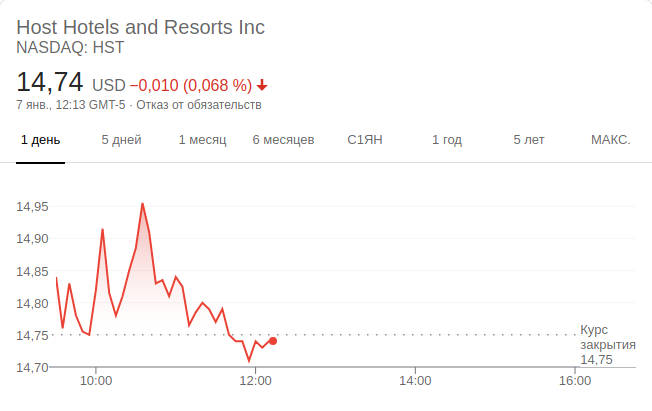 Host Hotels and Resorts Inc
NASDAQ: HST
14,74 USD −0,010 (0,068 %)
7 янв., 12:13 GMT-5 · Отказ от обязательств
1 день 5 дней 1 месяц 6 месяцев С1ЯН 1 год 5 лет МАКС.
14,95
14,90
14,85
14,80
14,75
14,70
Курс
закрытия
14,75
10:00 12:00 14:00 16:00